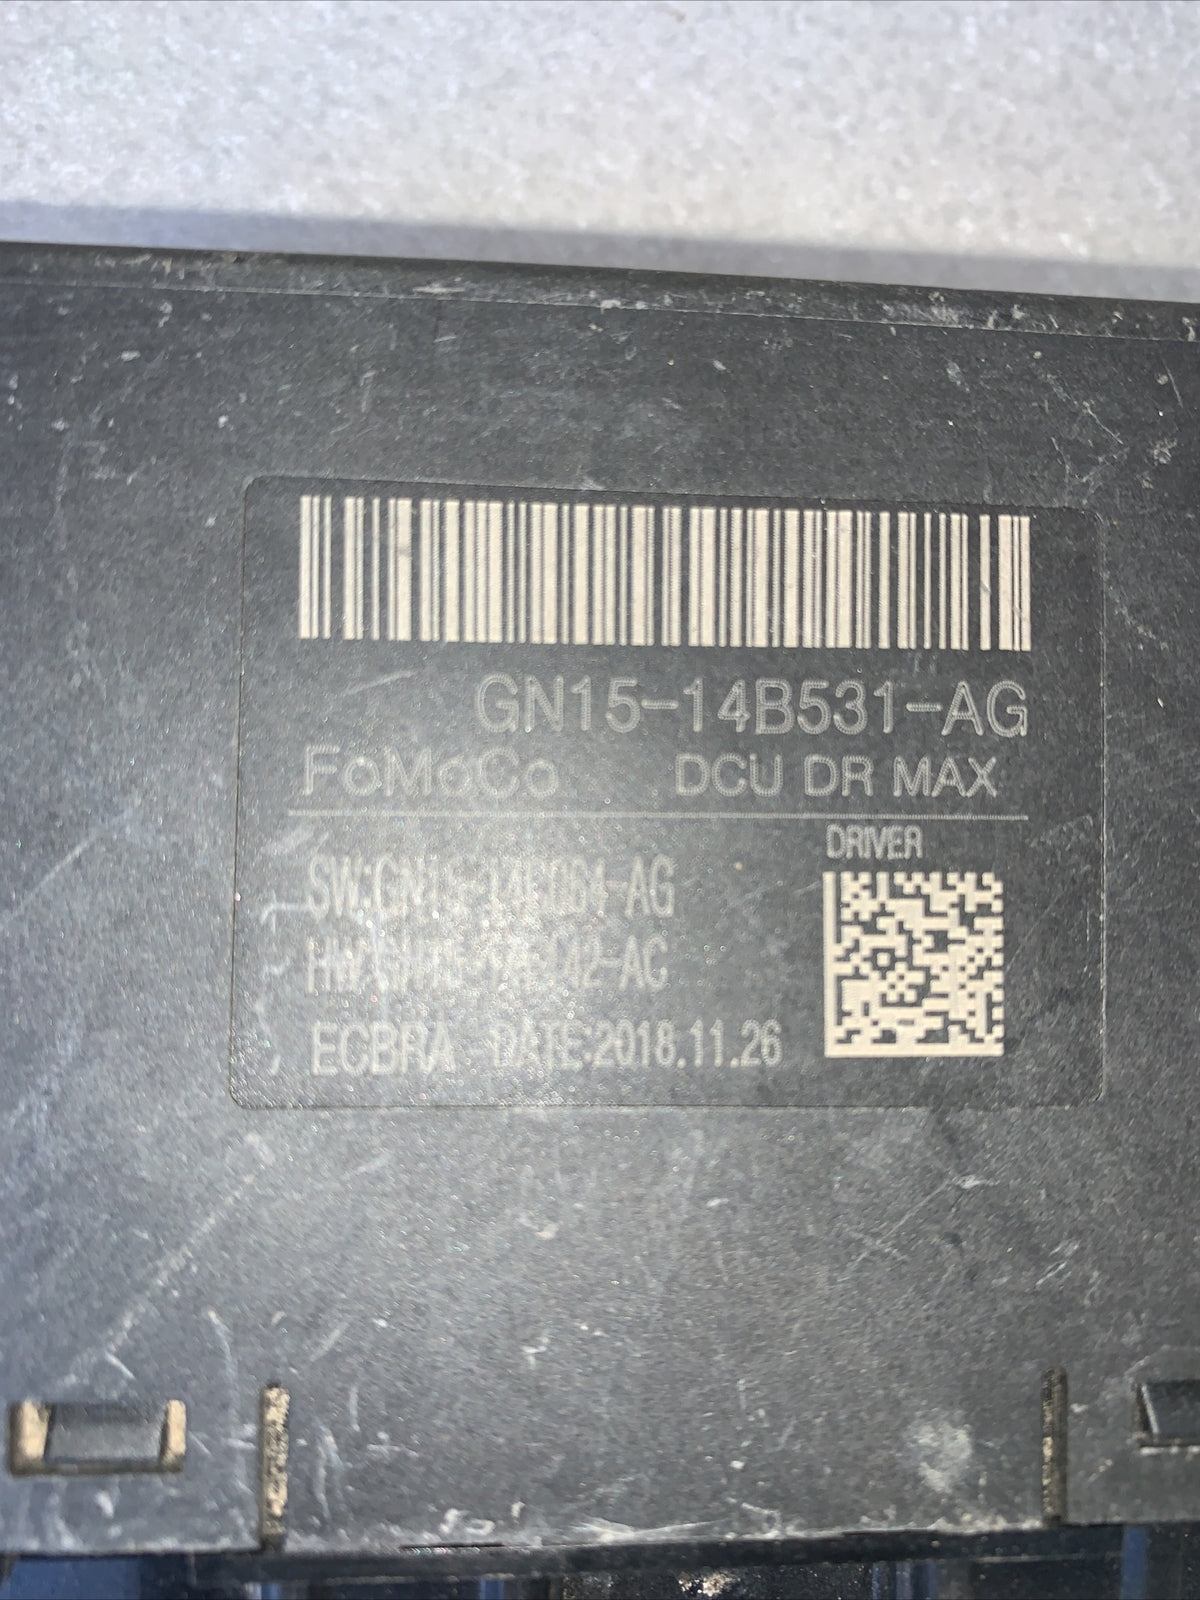 GN15-14B531-AG
FoMoCo DCU DR MAX
DRIVER
ECBRA DATE:2018.11.26